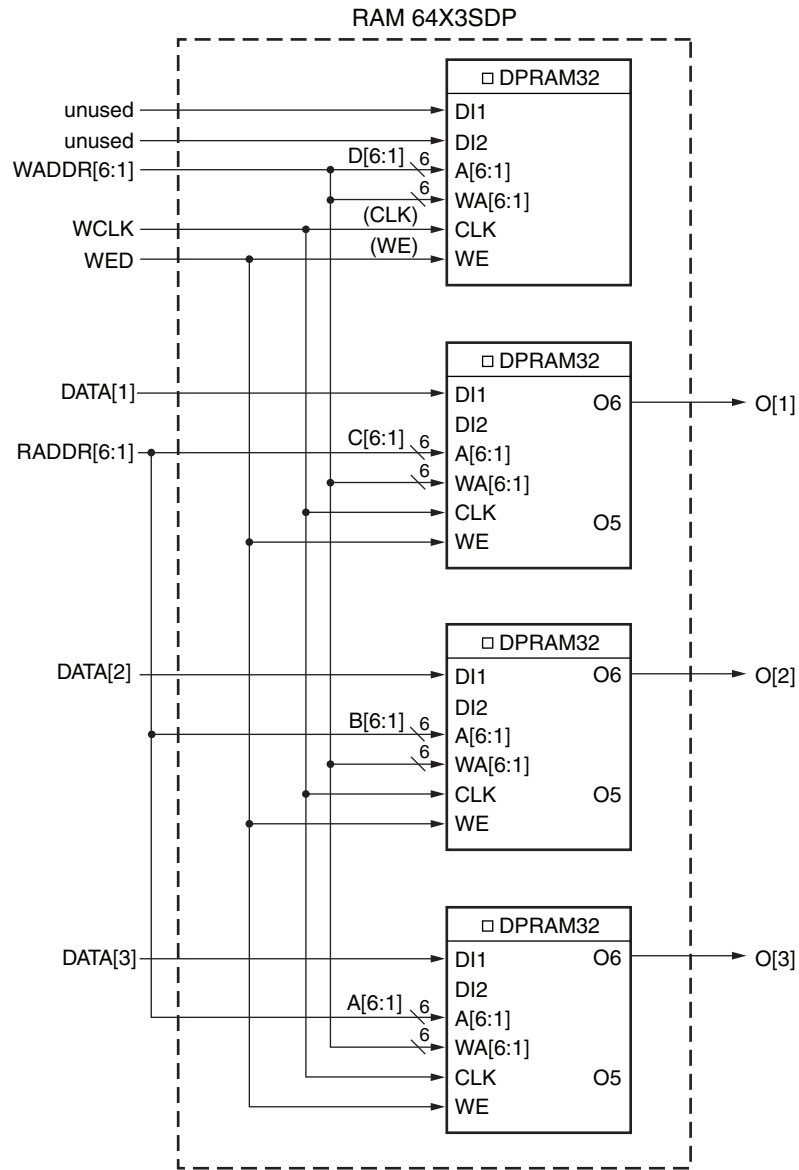 RAM 64X3SDP
DPRAM32
unused DI1
unused DI2
WADDR[6:1] D[6:1] 6 A[6:1]
6 WA[6:1]
WCLK (CLK) CLK
WED (WE) WE
DPRAM32
DATA[1] DI1 O6 O[1]
DI2
RADDR[6:1] C[6:1] 6 A[6:1]
6 WA[6:1]
CLK O5
WE
DPRAM32
DATA[2] DI1 O6 O[2]
DI2
B[6:1] 6 A[6:1]
6 WA[6:1]
CLK O5
WE
DPRAM32
DATA[3] DI1 O6 O[3]
DI2
A[6:1] 6 A[6:1]
6 WA[6:1]
CLK O5
WE